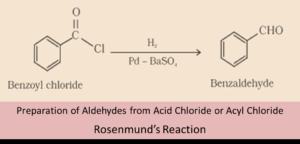 O
C
Cl
H₂
Pd – BaSO₄
CHO
Benzoyl chloride
Benzaldehyde
Preparation of Aldehydes from Acid Chloride or Acyl Chloride
Rosenmund's Reaction